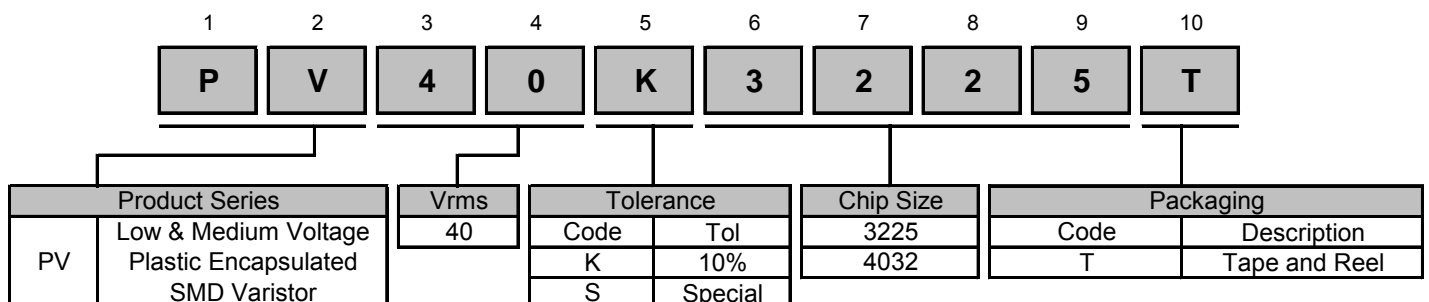 1 2 3 4 5 6 7 8 9 10
P V 4 0 K 3 2 2 5 T
Product Series Vrms Tolerance Chip Size Packaging
Low & Medium Voltage 40 Code Tol 3225 Code Description
PV Plastic Encapsulated K 10% 4032 T Tape and Reel
SMD Varistor S Special